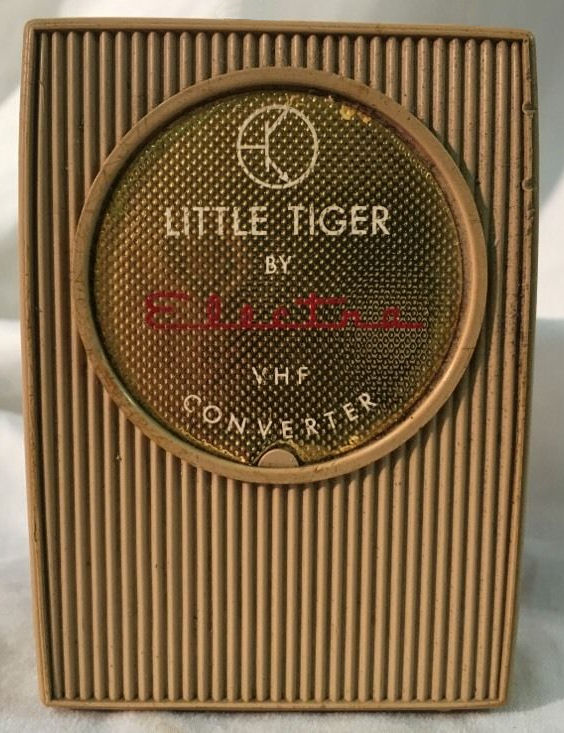 LITTLE TIGER
BY
Electra
VHF
CONVERTER